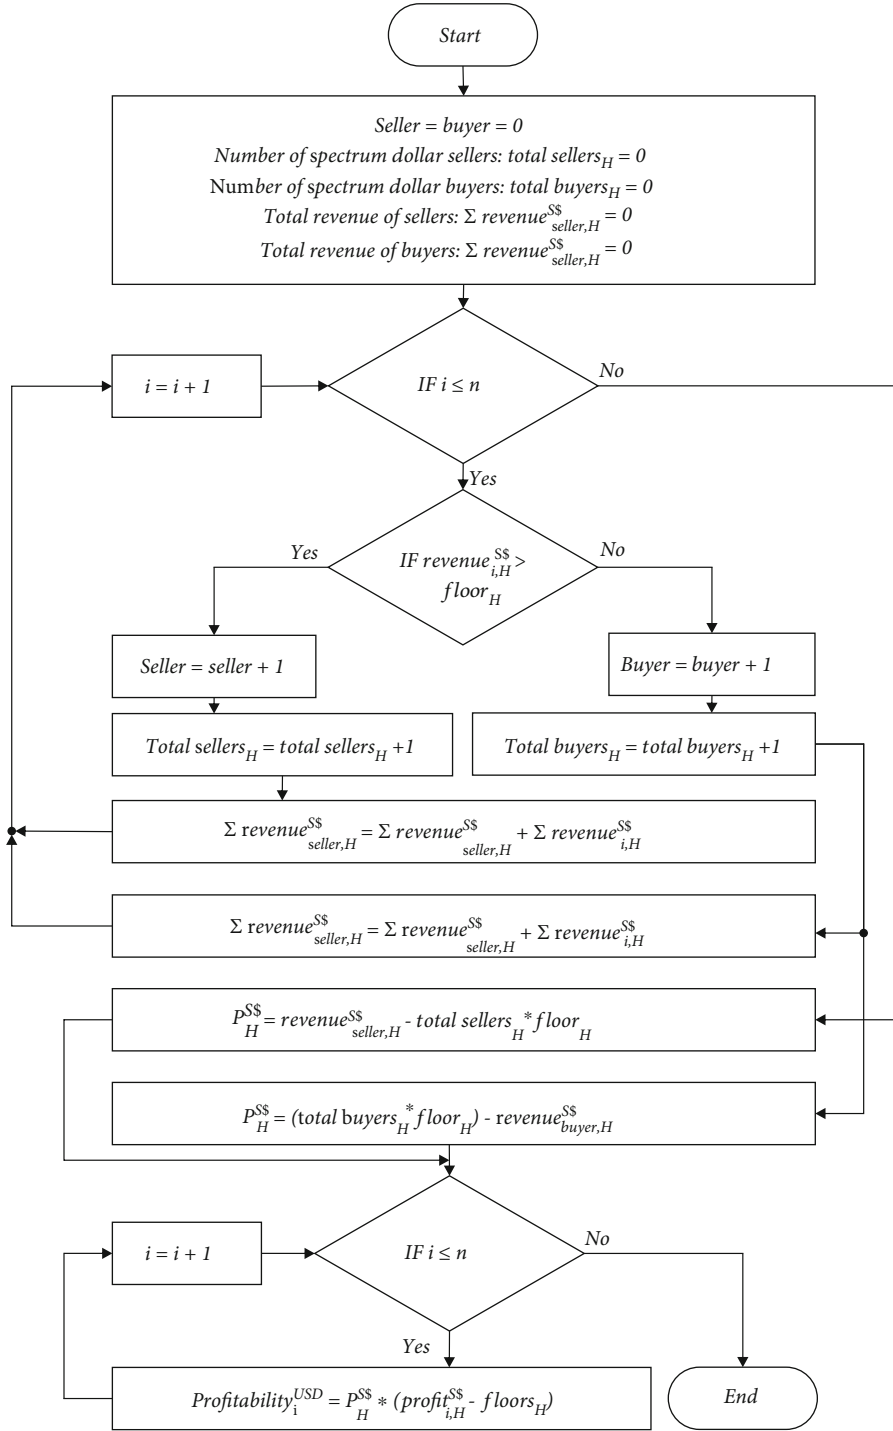 Start
Seller = buyer = 0
Number of spectrum dollar sellers: total sellers_H = 0
Number of spectrum dollar buyers: total buyers_H = 0
Total revenue of sellers: Σ revenue^S$_seller,H = 0
Total revenue of buyers: Σ revenue^S$_seller,H = 0
i = i + 1
IF i ≤ n
No
Yes
Yes
IF revenue^S$_i,H >
floor_H
No
Seller = seller + 1
Buyer = buyer + 1
Total sellers_H = total sellers_H +1
Total buyers_H = total buyers_H +1
Σ revenue^S$_seller,H = Σ revenue^S$_seller,H + Σ revenue^S$_i,H
Σ revenue^S$_seller,H = Σ revenue^S$_seller,H + Σ revenue^S$_i,H
P^S$_H = revenue^S$_seller,H - total sellers_H * floor_H
P^S$_H = (total buyers_H * floor_H) - revenue^S$_buyer,H
i = i + 1
IF i ≤ n
No
Yes
Profitability^USD_i = P^S$_H * (profit^S$_i,H - floors_H)
End